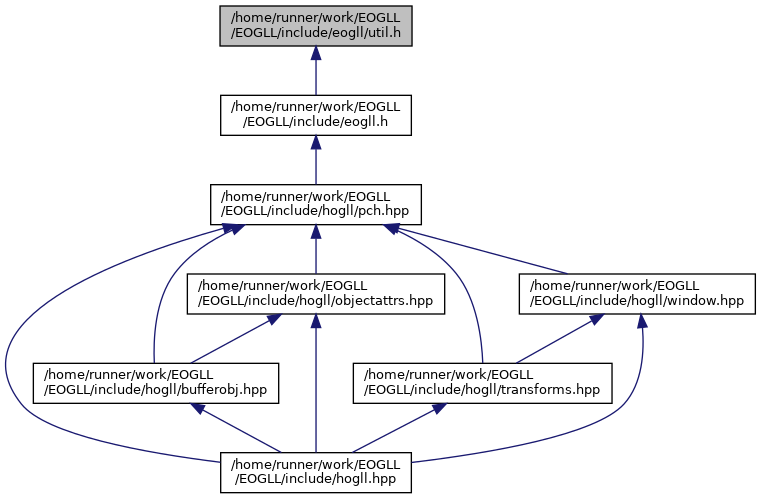 /home/runner/work/EOGLL
/EOGLL/include/eogll/util.h
/home/runner/work/EOGLL
/EOGLL/include/eogll.h
/home/runner/work/EOGLL
/EOGLL/include/hogll/pch.hpp
/home/runner/work/EOGLL
/EOGLL/include/hogll/objectattrs.hpp
/home/runner/work/EOGLL
/EOGLL/include/hogll/window.hpp
/home/runner/work/EOGLL
/EOGLL/include/hogll/bufferobj.hpp
/home/runner/work/EOGLL
/EOGLL/include/hogll/transforms.hpp
/home/runner/work/EOGLL
/EOGLL/include/hogll.hpp